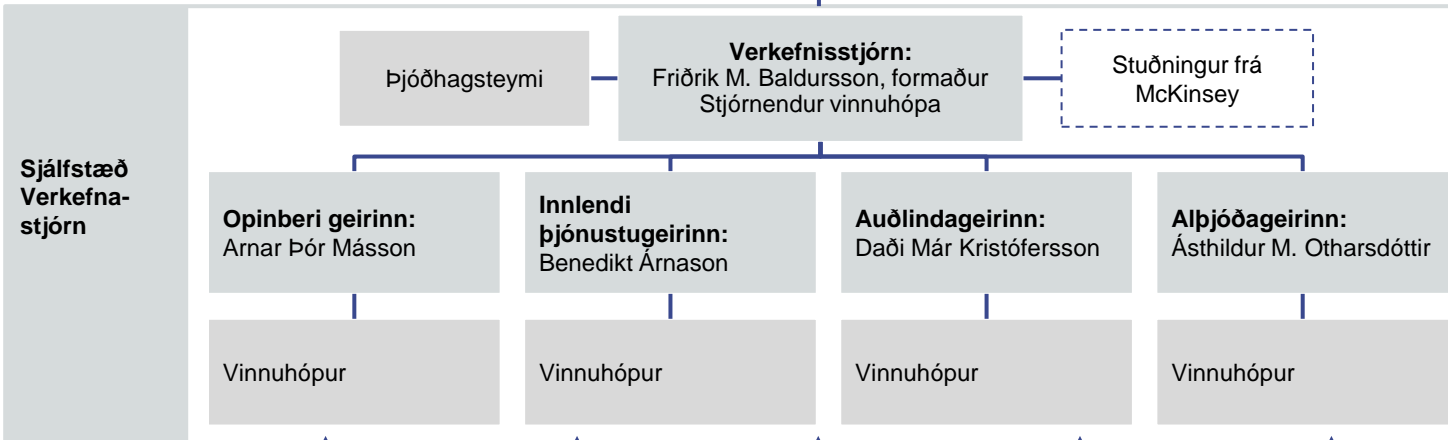 Sjálfstæð
Verkefna-
stjórn
Þjóðhagsteymi
Verkefnisstjórn:
Friðrik M. Baldursson, formaður
Stjórnendur vinnuhópa
Stuðningur frá
McKinsey
Opinberi geirinn:
Arnar Þór Másson
Innlendi
þjónustugeirinn:
Benedikt Árnason
Auðlindageirinn:
Daði Már Kristófersson
Alþjóðageirinn:
Ásthildur M. Otharsdóttir
Vinnuhópur
Vinnuhópur
Vinnuhópur
Vinnuhópur